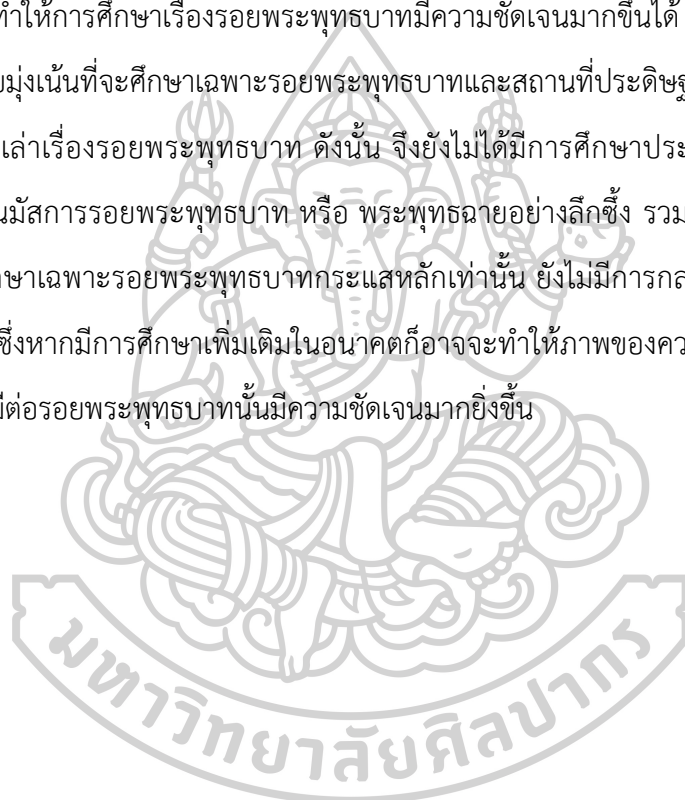 ทำให้การศึกษาเรื่องรอยพระพุทธบาทมีความชัดเจนมากขึ้นได้
มุ่งเน้นที่จะศึกษาเฉพาะรอยพระพุทธบาทและสถานที่ประดิษฐ
เล่าเรื่องรอยพระพุทธบาท ดังนั้น จึงยังไม่ได้มีการศึกษาประ
นมัสการรอยพระพุทธบาท หรือ พระพุทธฉายอย่างลึกซึ้ง รวม
ษาเฉพาะรอยพระพุทธบาทกระแสหลักเท่านั้น ยังไม่มีการกล
ซึ่งหากมีการศึกษาเพิ่มเติมในอนาคตก็อาจจะทำให้ภาพของคว
มีต่อรอยพระพุทธบาทนั้นมีความชัดเจนมากยิ่งขึ้น
มหาวิทยาลัยศิลปากร